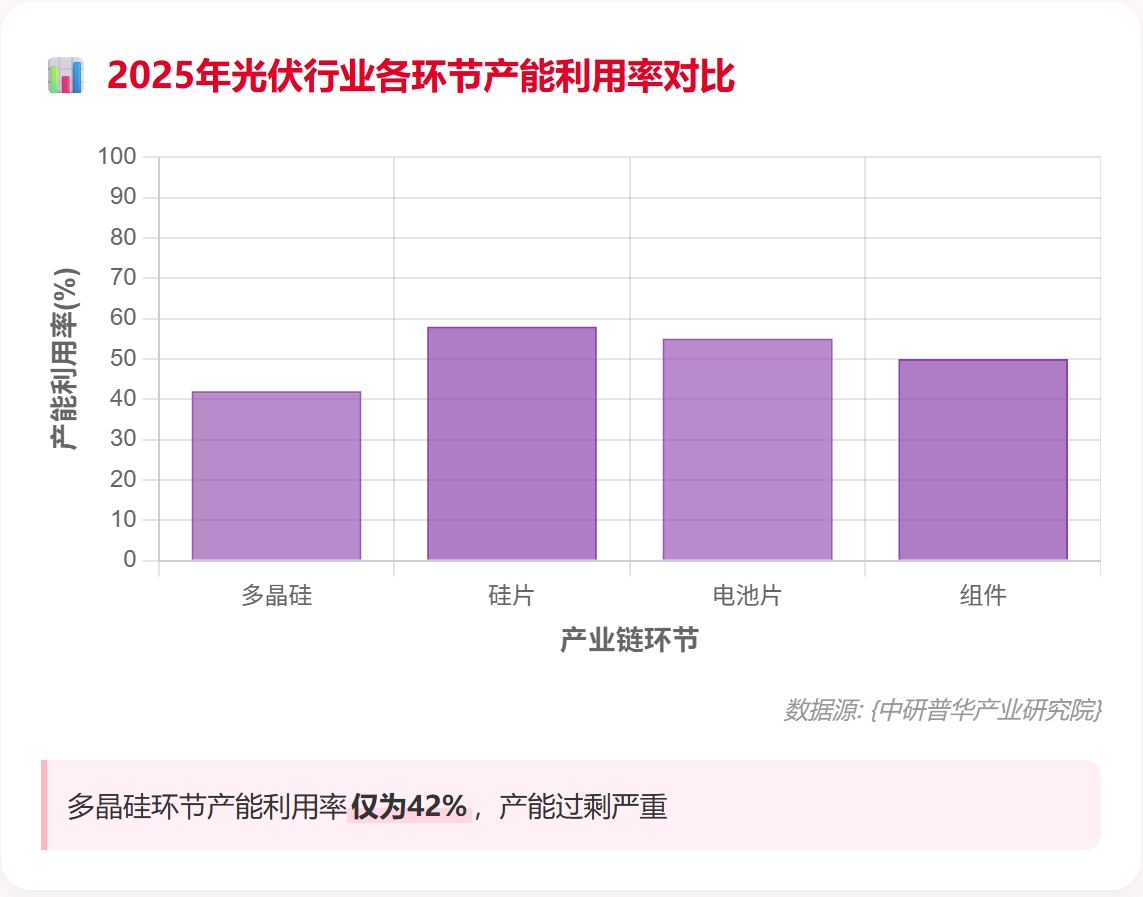 2025年光伏行业各环节产能利用率对比
100
90
80
70
60
50
40
30
20
10
0
产能利用率(%)
多晶硅 硅片 电池片 组件
产业链环节
数据源: {中研普华产业研究院}
多晶硅环节产能利用率仅为42%，产能过剩严重